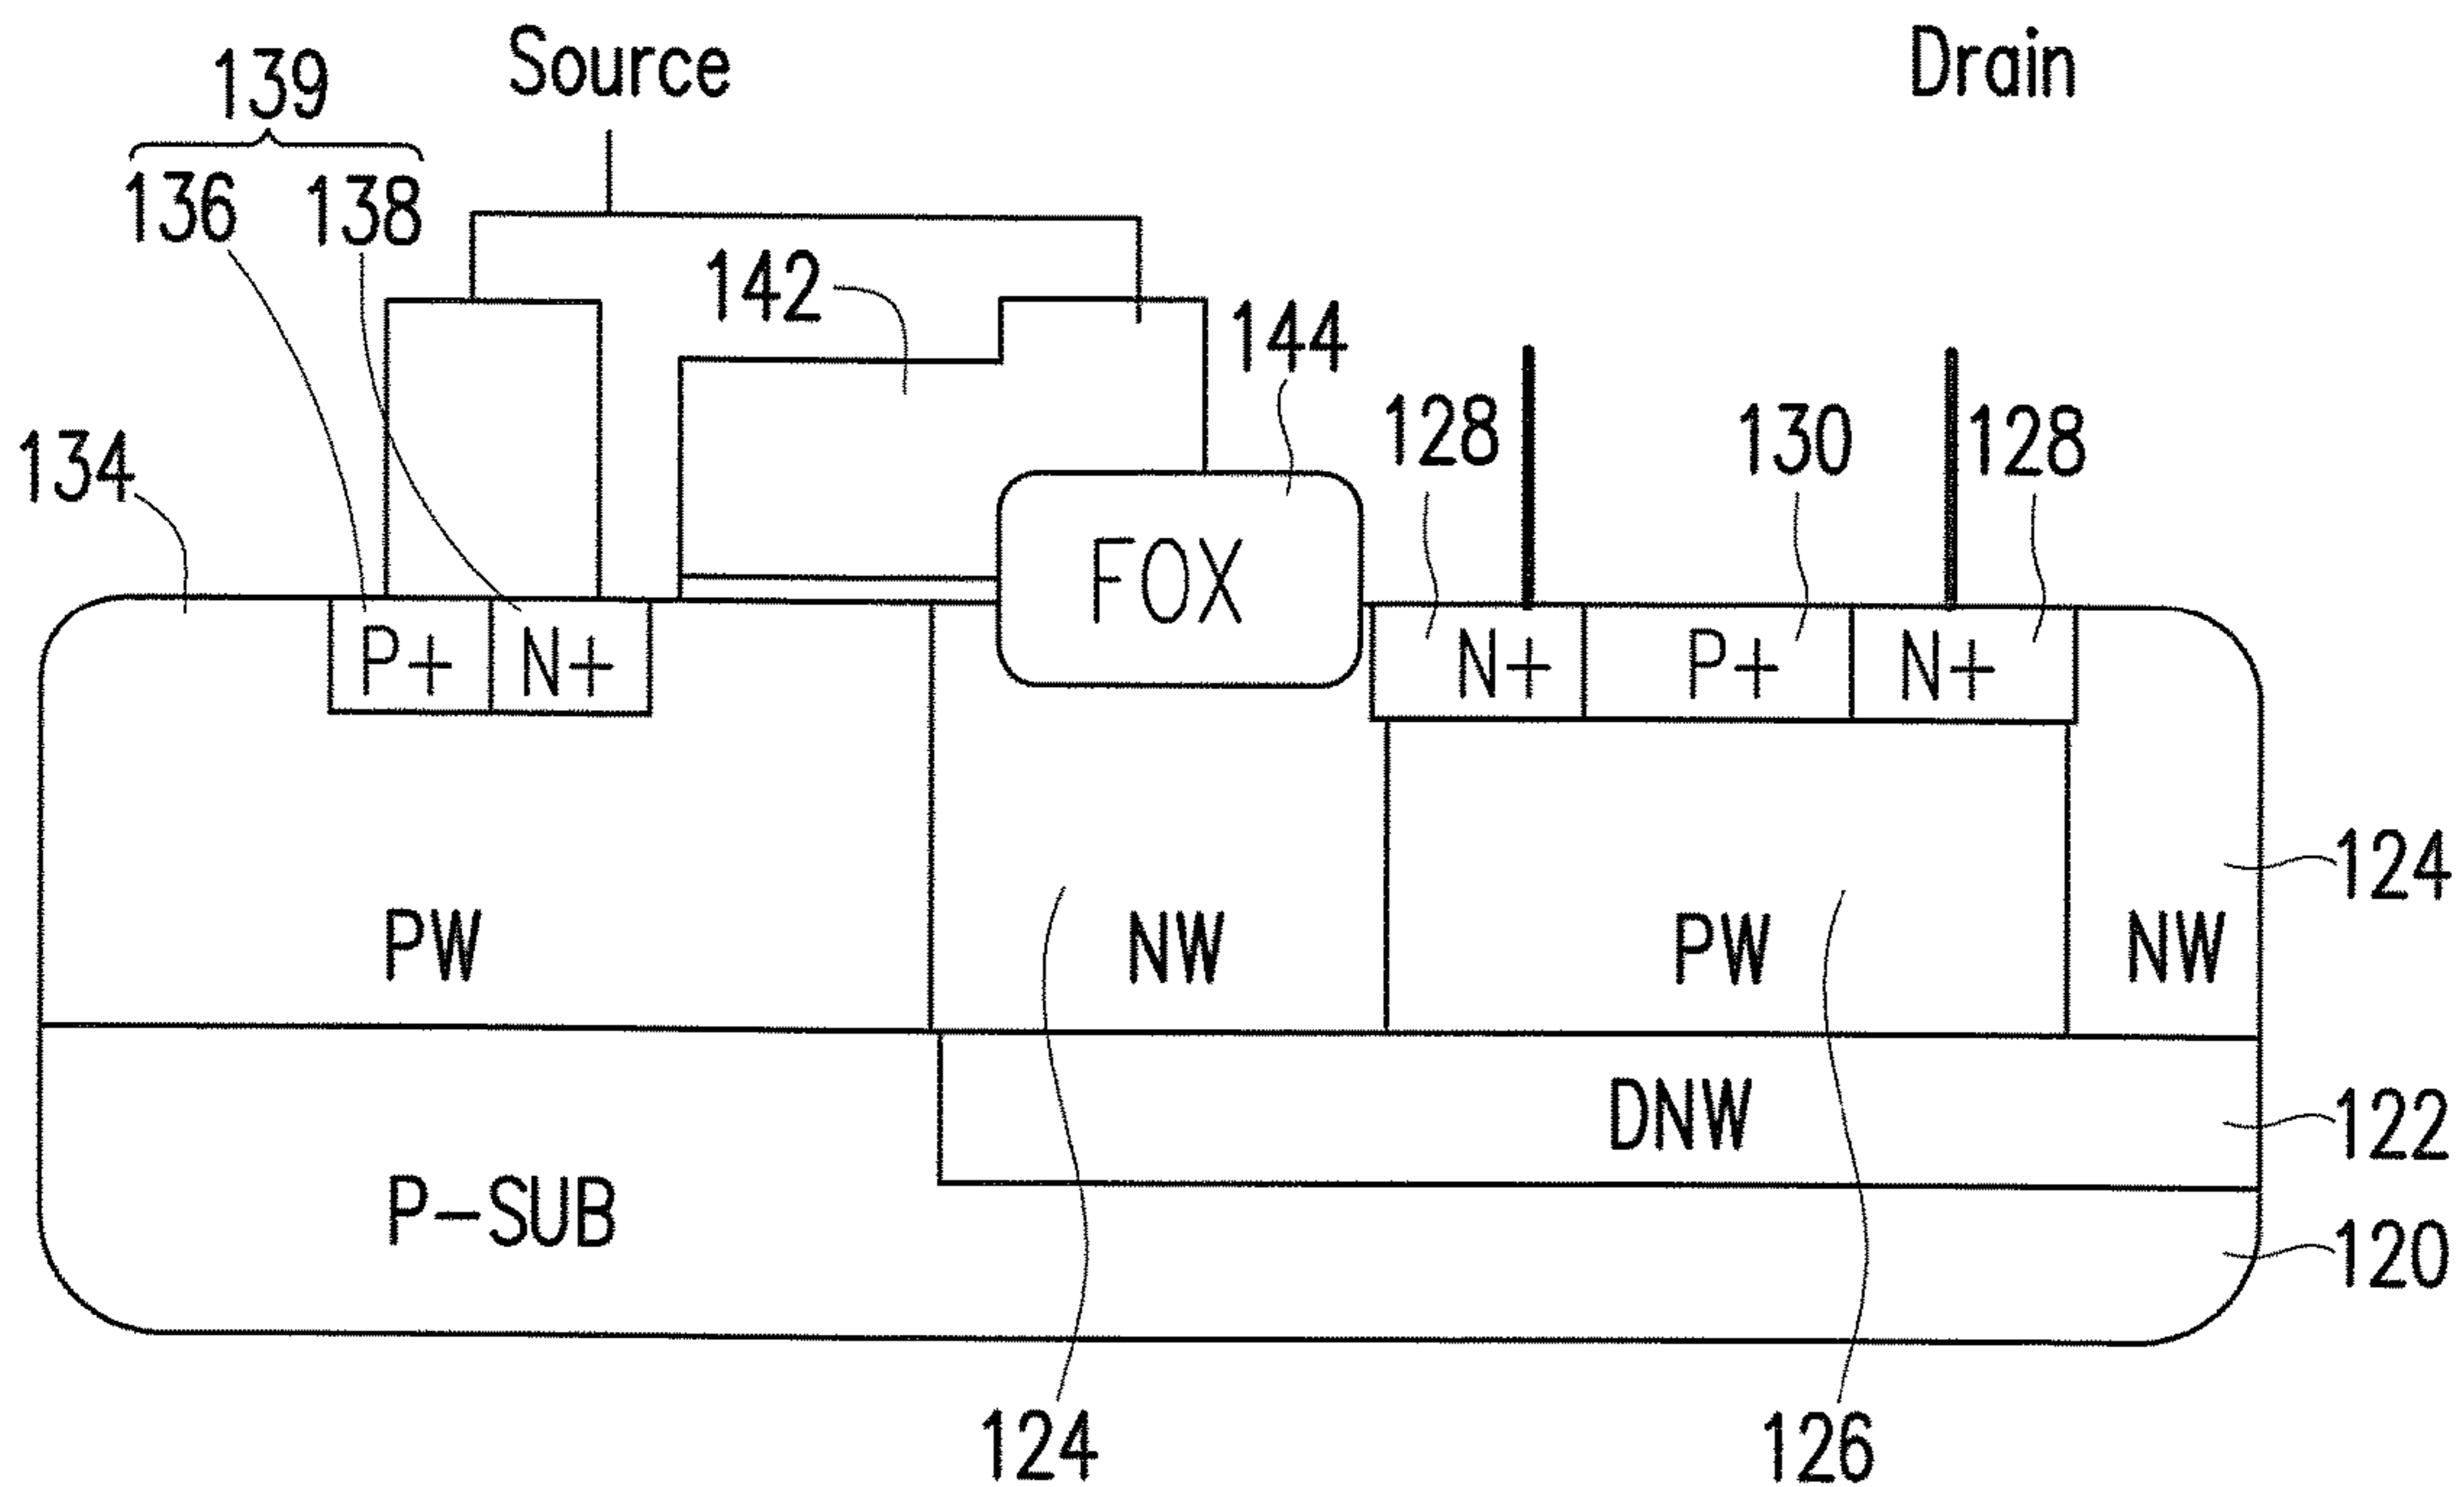 Source Drain
139
136 138
142
144
128 130 128
134
FOX
P+ N+ N+ P+ N+
124
PW NW PW NW
DNW 122
P-SUB 120
124 126